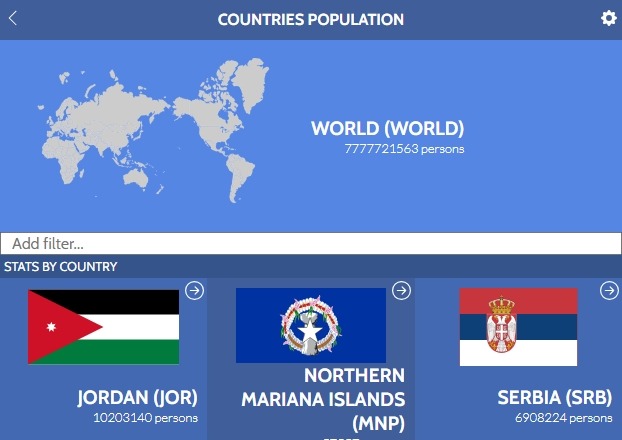 COUNTRIES POPULATION
WORLD (WORLD)
7777721563 persons
Add filter...
STATS BY COUNTRY
JORDAN (JOR)
10203140 persons
NORTHERN
MARIANA ISLANDS
(MNP)
SERBIA (SRB)
6908224 persons